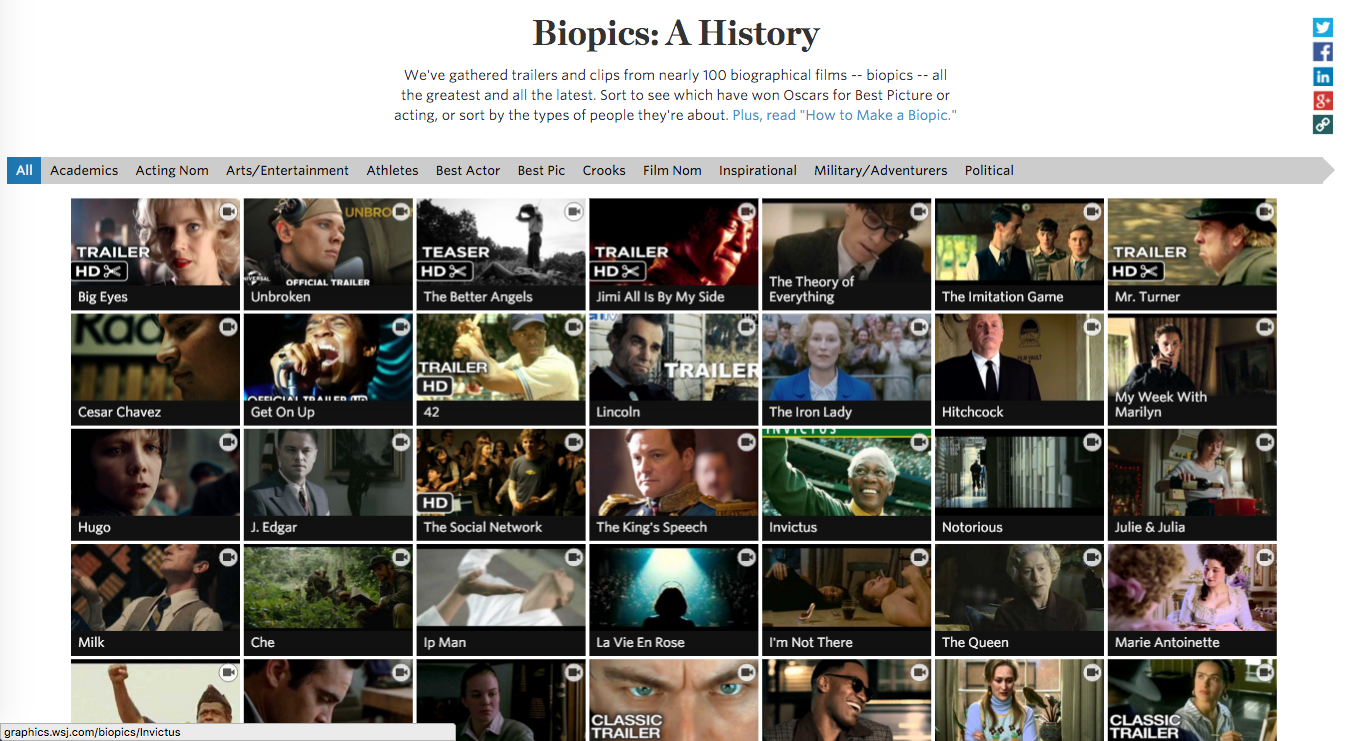 Biopics: A History
We've gathered trailers and clips from nearly 100 biographical films -- biopics -- all
the greatest and all the latest. Sort to see which have won Oscars for Best Picture or
acting, or sort by the types of people they're about. Plus, read "How to Make a Biopic."
All Academics Acting Nom Arts/Entertainment Athletes Best Actor Best Pic Crooks Film Nom Inspirational Military/Adventurers Political
TRAILER
HD
Big Eyes
UNBRO
OFFICIAL TRAILER
Unbroken
TEASER
HD
The Better Angels
TRAILER
HD
Jimi All Is By My Side
The Theory of
Everything
The Imitation Game
TRAILER
HD
Mr. Turner
Cesar Chavez
OFFICIAL TRAILER HD
Get On Up
TRAILER
HD
42
TRAILER
Lincoln
The Iron Lady
Hitchcock
My Week With
Marilyn
Hugo
J. Edgar
HD
The Social Network
The King's Speech
INVICTUS
Invictus
Notorious
Julie & Julia
Milk
Che
Ip Man
La Vie En Rose
I'm Not There
The Queen
Marie Antoinette
CLASSIC
TRAILER
CLASSIC
TRAILER
graphics.wsj.com/biopics/Invictus